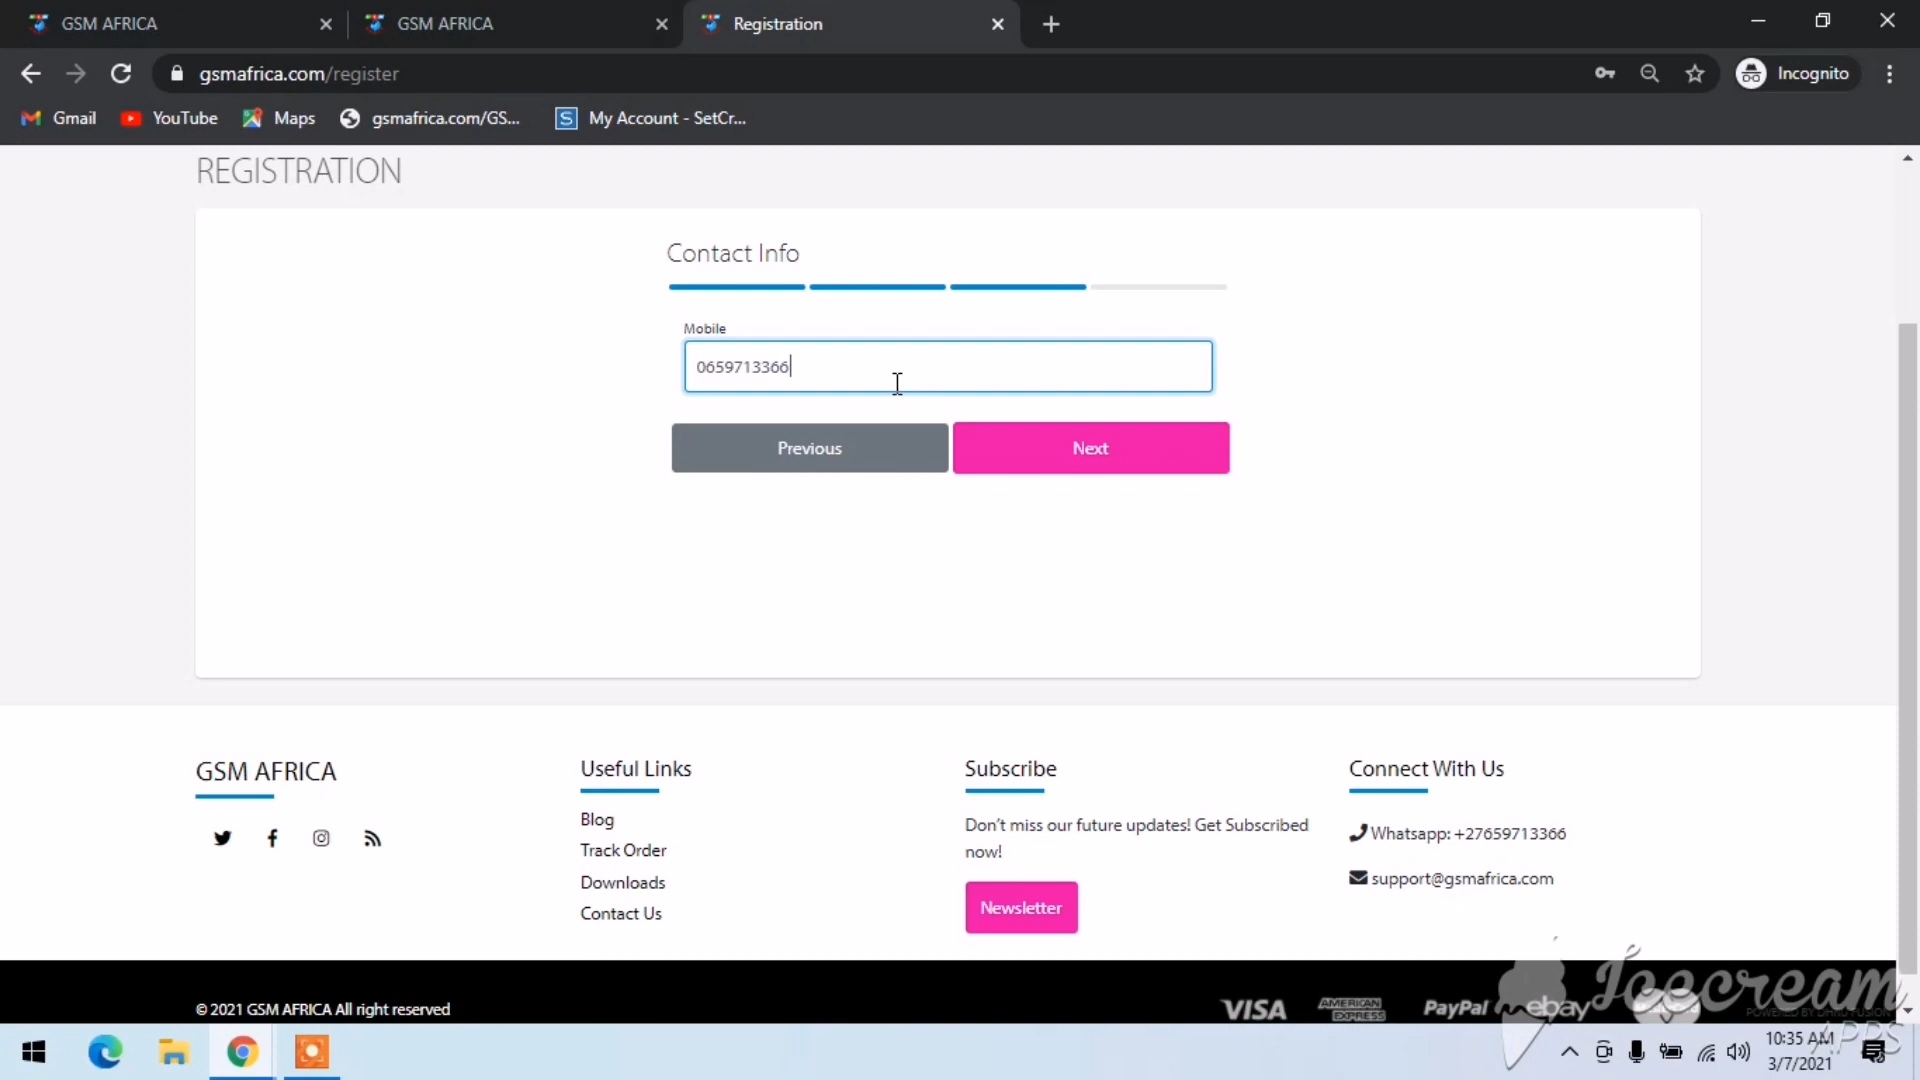 GSM AFRICA
GSM AFRICA
Registration
gsmafrica.com/register
Incognito
Gmail
YouTube
Maps
gsmafrica.com/GS...
My Account - SetCr...
REGISTRATION
Contact Info
Mobile
0659713366
Previous
Next
GSM AFRICA
Useful Links
Blog
Track Order
Downloads
Contact Us
Subscribe
Don't miss our future updates! Get Subscribed
now!
Newsletter
Connect With Us
Whatsapp: +27659713366
support@gsmafrica.com
© 2021 GSM AFRICA All right reserved
VISA
AMERICAN
EXPRESS
PayPal
ebay
Icecream
APPS
10:35 AM
3/7/2021